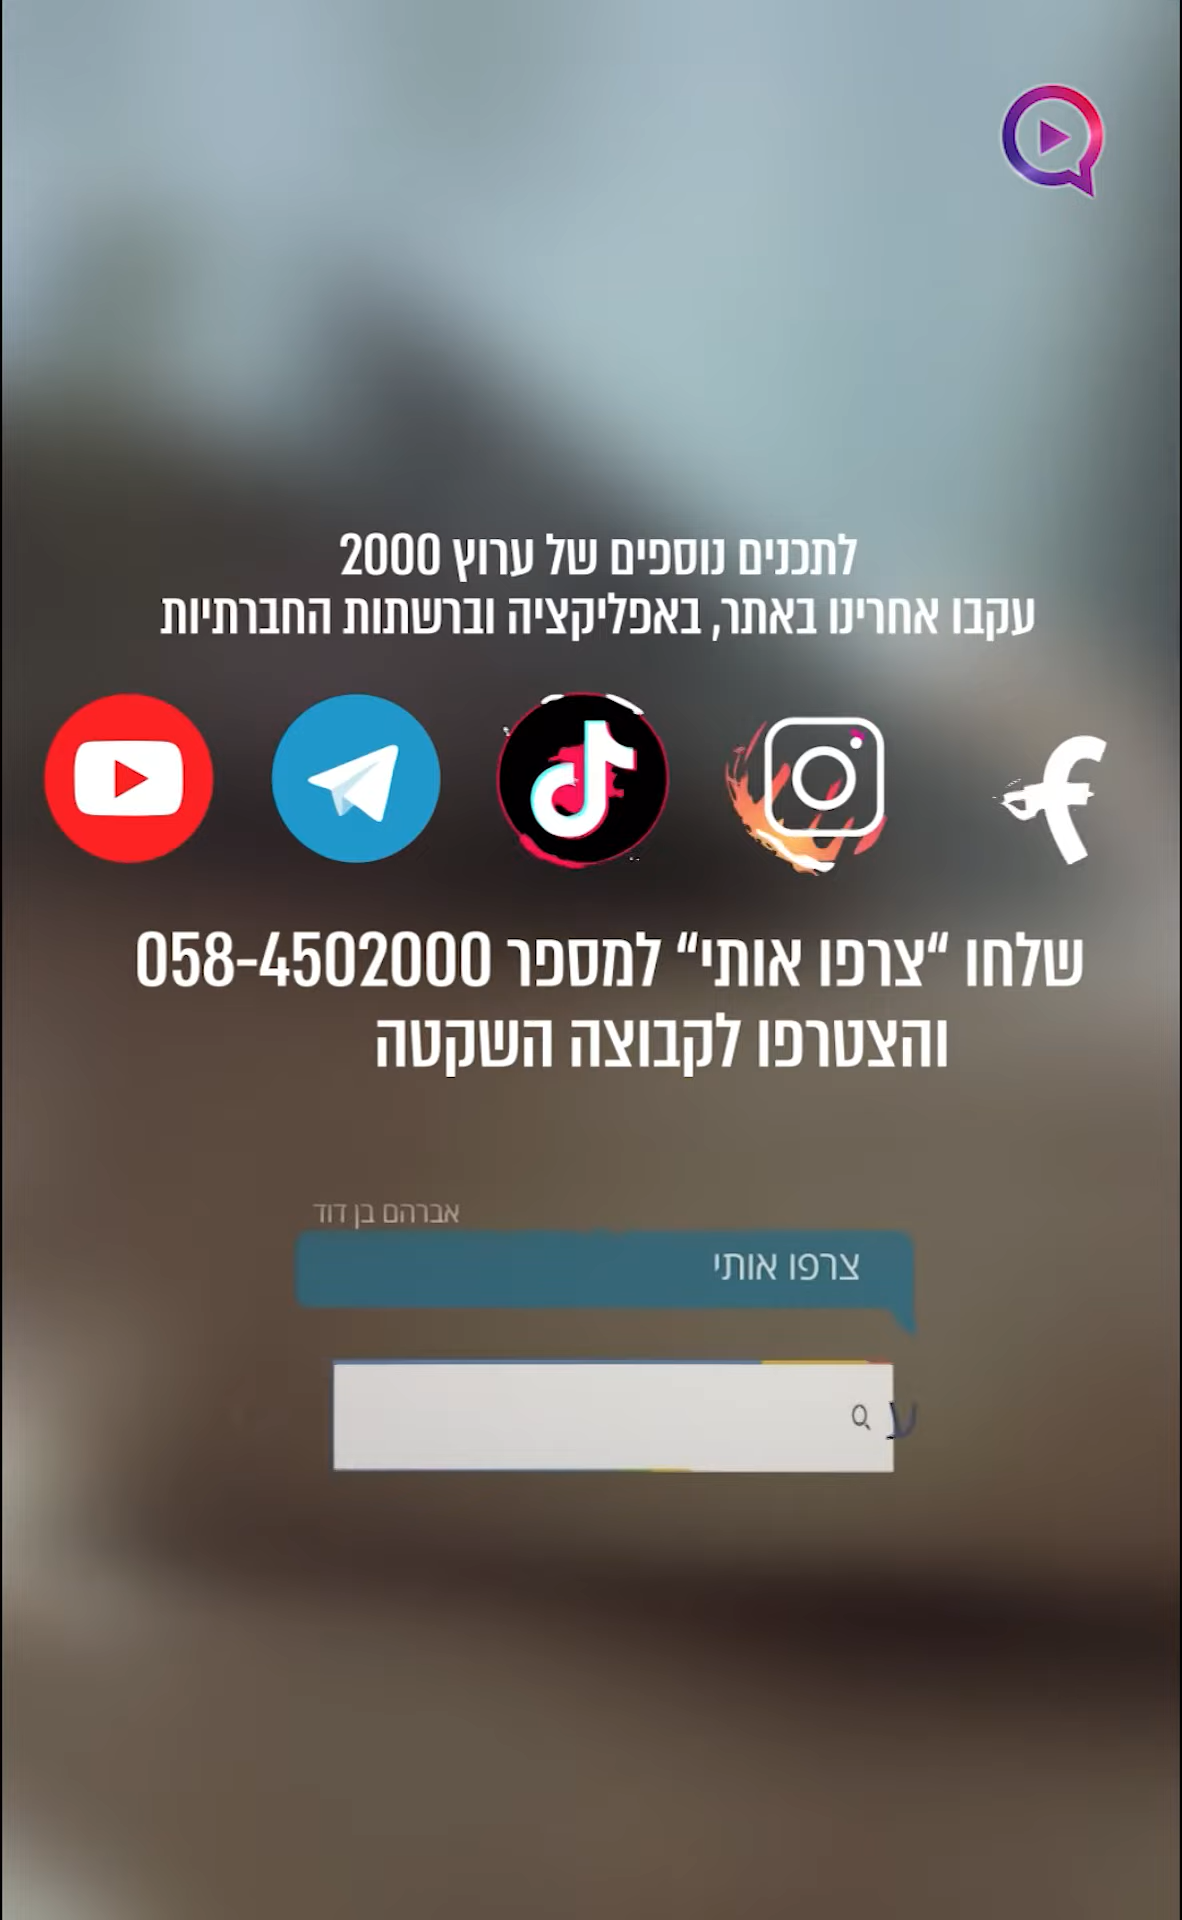 לתכנים נוספים של ערוץ 2000
עקבו אחרינו באתר, באפליקציה וברשתות החברתיות
שלחו “צרפו אותי“ למספר 058-4502000
והצטרפו לקבוצה השקטה
אברהם בן דוד
צרפו אותי
ע